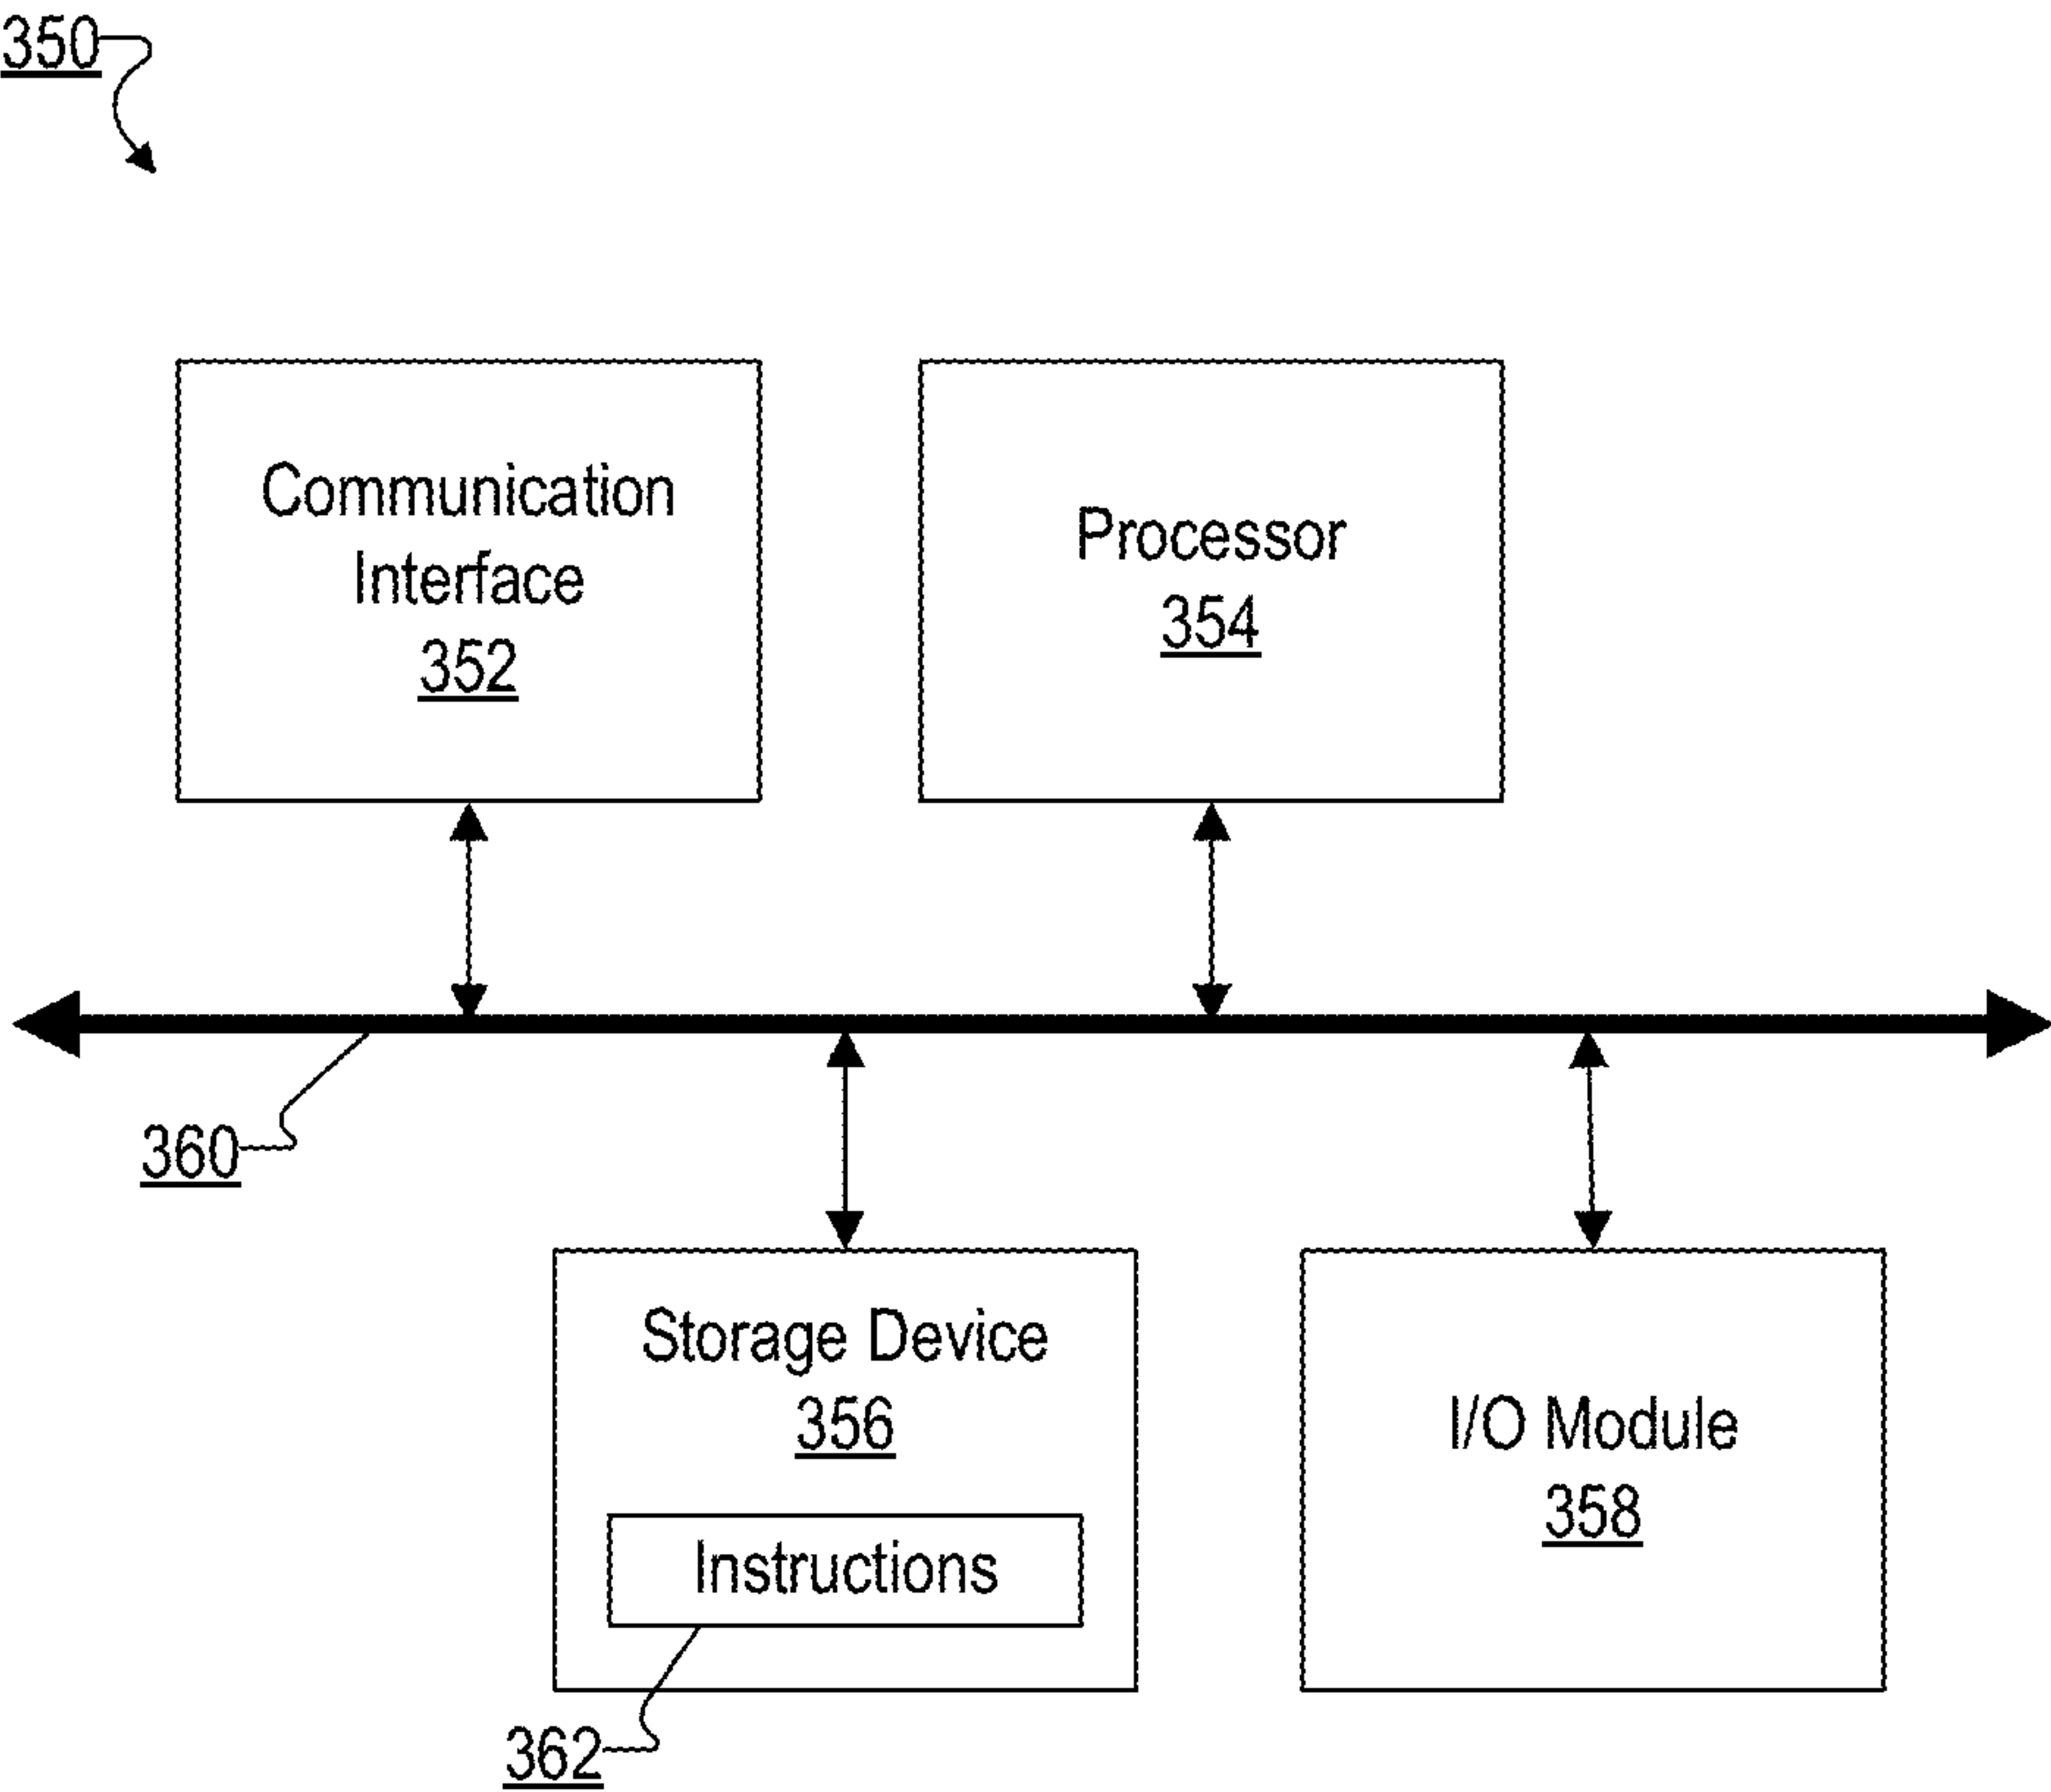 350
Communication
Interface
352
Processor
354
360
Storage Device
356
Instructions
362
I/O Module
358